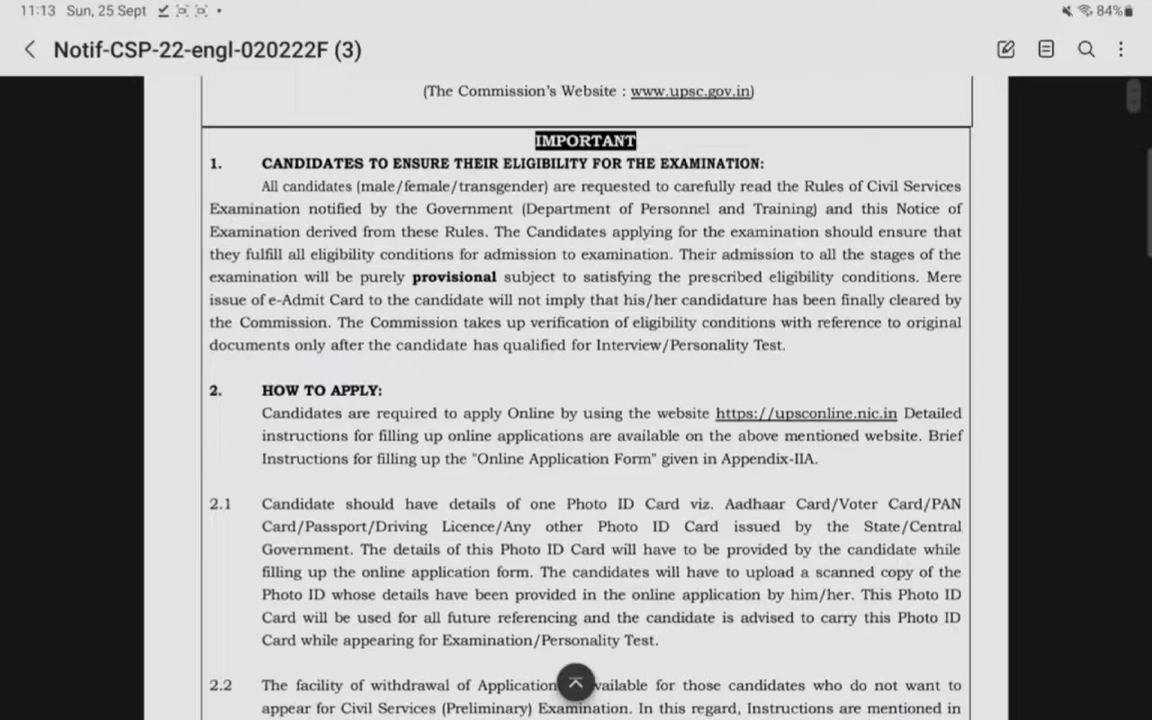 11:13 Sun, 25 Sept
84%
Notif-CSP-22-engl-020222F (3)
(The Commission's Website : www.upsc.gov.in)
IMPORTANT
1. CANDIDATES TO ENSURE THEIR ELIGIBILITY FOR THE EXAMINATION:
All candidates (male/female/transgender) are requested to carefully read the Rules of Civil Services
Examination notified by the Government (Department of Personnel and Training) and this Notice of
Examination derived from these Rules. The Candidates applying for the examination should ensure that
they fulfill all eligibility conditions for admission to examination. Their admission to all the stages of the
examination will be purely provisional subject to satisfying the prescribed eligibility conditions. Mere
issue of e-Admit Card to the candidate will not imply that his/her candidature has been finally cleared by
the Commission. The Commission takes up verification of eligibility conditions with reference to original
documents only after the candidate has qualified for Interview/Personality Test.
2. HOW TO APPLY:
Candidates are required to apply Online by using the website https://upsconline.nic.in Detailed
instructions for filling up online applications are available on the above mentioned website. Brief
Instructions for filling up the "Online Application Form" given in Appendix-IIA.
2.1 Candidate should have details of one Photo ID Card viz. Aadhaar Card/Voter Card/PAN
Card/Passport/Driving Licence/Any other Photo ID Card issued by the State/Central
Government. The details of this Photo ID Card will have to be provided by the candidate while
filling up the online application form. The candidates will have to upload a scanned copy of the
Photo ID whose details have been provided in the online application by him/her. This Photo ID
Card will be used for all future referencing and the candidate is advised to carry this Photo ID
Card while appearing for Examination/Personality Test.
2.2 The facility of withdrawal of Application vailable for those candidates who do not want to
appear for Civil Services (Preliminary) Examination. In this regard, Instructions are mentioned in